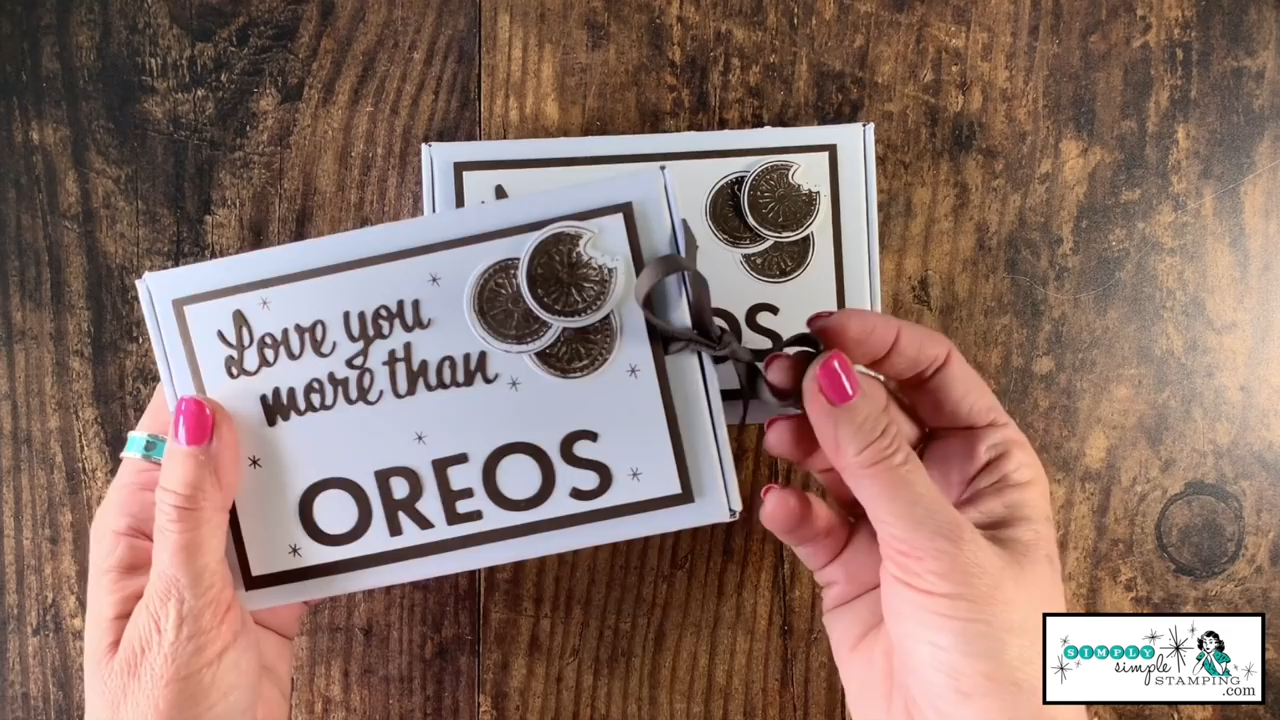 Love you
more than
OREOS
OS
SIMPLY
simple
STAMPING
.com